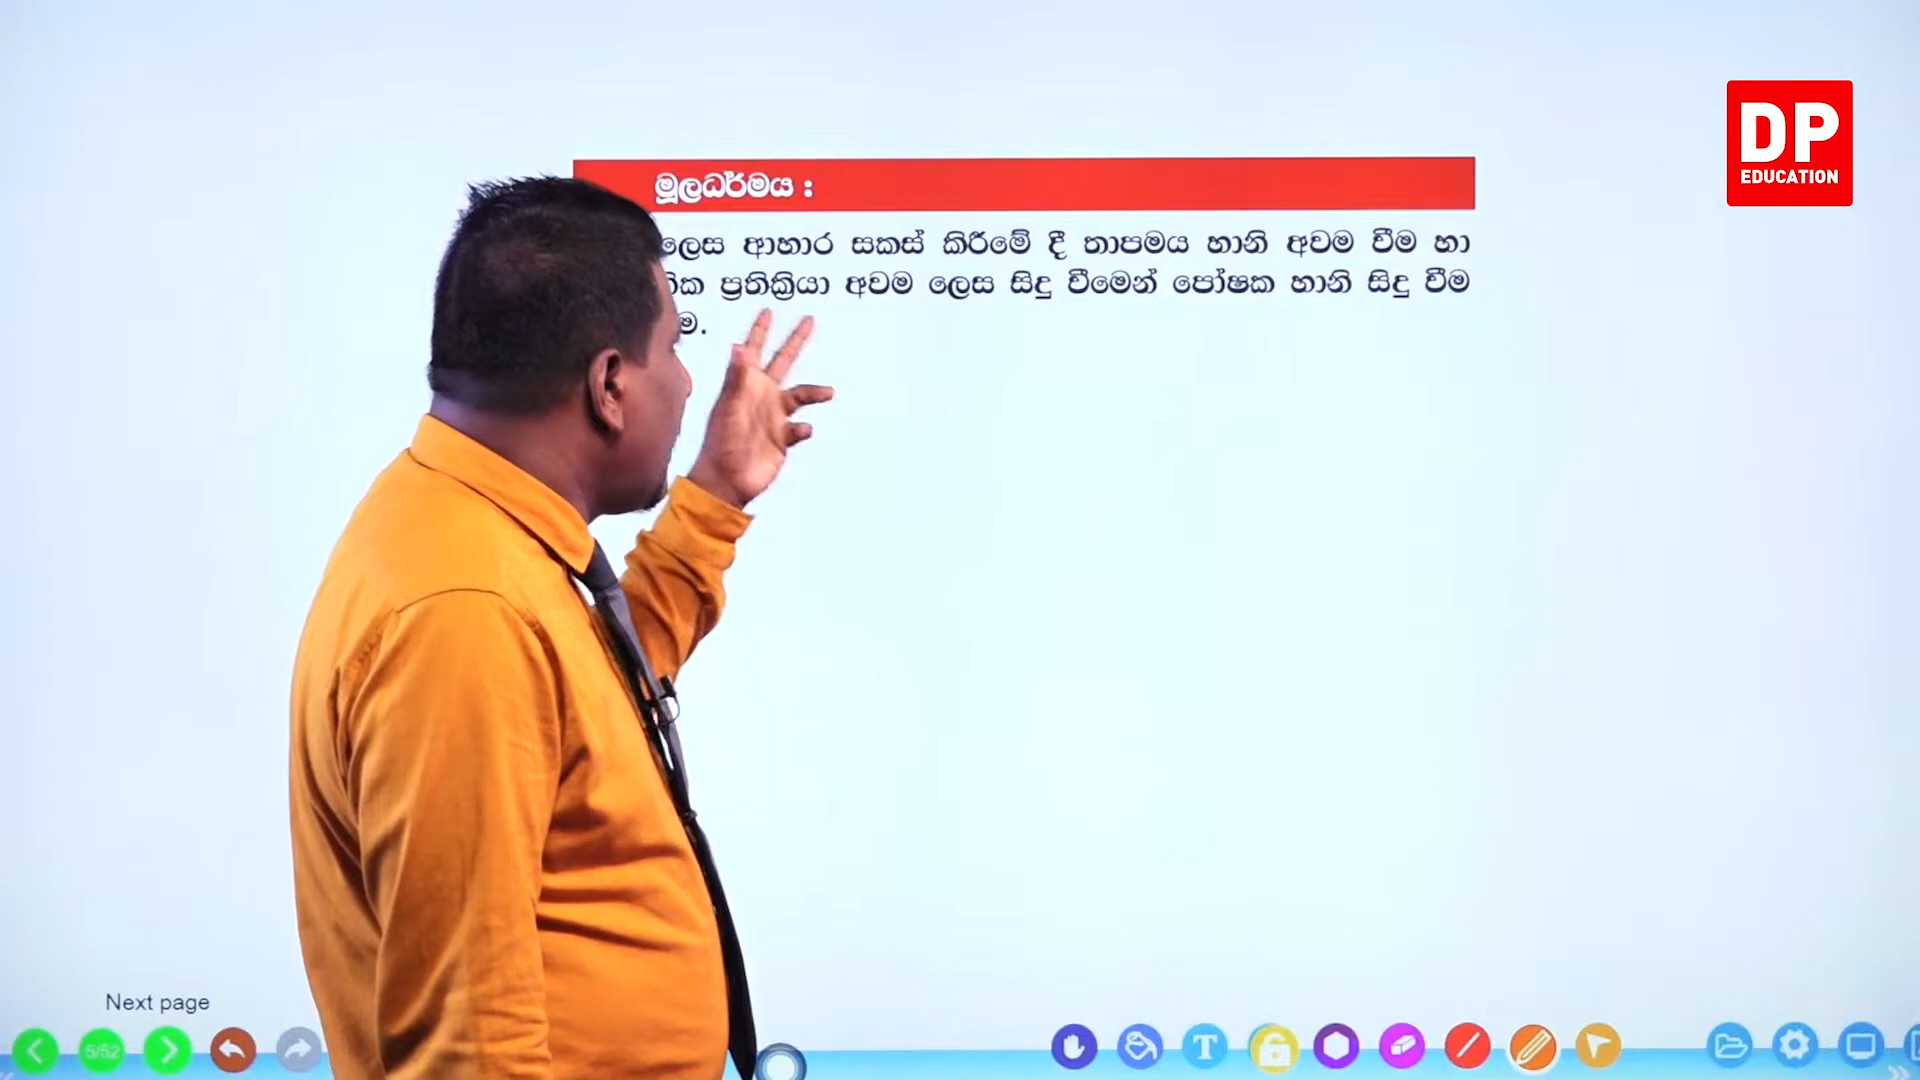 DP
EDUCATION
මූලධර්මය :
ආහාර සකස් කිරීමේ දී තාපමය හානි අවම වීම හා
ප්‍රතික්‍රියා අවම ලෙස සිදු වීමෙන් පෝෂක හානි සිදු වීම
Next page
5/52
T